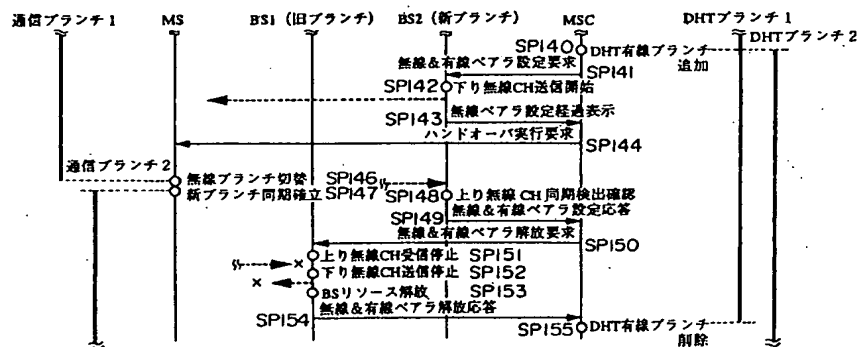 通信ブランチ1 MS BS1 (旧ブランチ) BS2 (新ブランチ) MSC DHTブランチ1
DHTブランチ2
SP140 DHT有線ブランチ
追加
無線&有線ベアラ設定要求
SP141
SP142 下り無線CH送信開始
SP143 無線ベアラ設定経過表示
ハンドオーバ実行要求
SP144
通信ブランチ2
無線ブランチ切替 SP146
新ブランチ同期確立 SP147
SP148 上り無線CH同期検出確認
SP149 無線&有線ベアラ設定応答
無線&有線ベアラ解放要求
SP150
上り無線CH受信停止 SP151
× 下り無線CH送信停止 SP152
×
BSリソース解放 SP153
無線&有線ベアラ解放応答
SP154
SP155 DHT有線ブランチ
削除